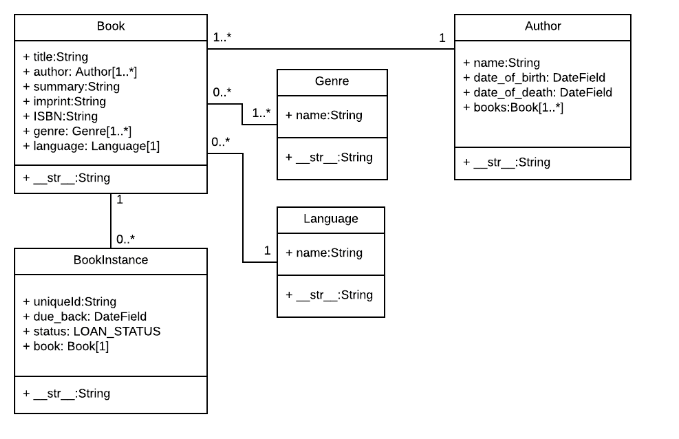 Book
+ title:String
+ author: Author[1..*]
+ summary:String
+ imprint:String
+ ISBN:String
+ genre: Genre[1..*]
+ language: Language[1]
+ __str__:String
1..*
1
Author
+ name:String
+ date_of_birth: DateField
+ date_of_death: DateField
+ books:Book[1..*]
+ __str__:String
0..*
1..*
Genre
+ name:String
+ __str__:String
0..*
1
Language
+ name:String
+ __str__:String
1
0..*
BookInstance
+ uniqueId:String
+ due_back: DateField
+ status: LOAN_STATUS
+ book: Book[1]
+ __str__:String